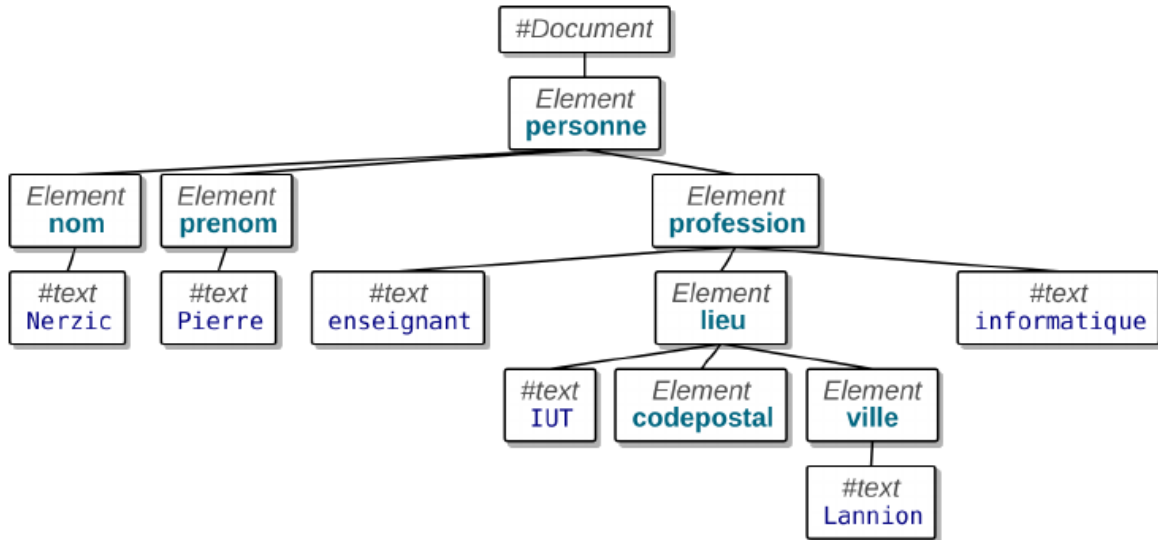 #Document
Element
personne
Element
nom
Element
prenom
Element
profession
#text
Nerzic
#text
Pierre
#text
enseignant
Element
lieu
#text
informatique
#text
IUT
Element
codepostal
Element
ville
#text
Lannion